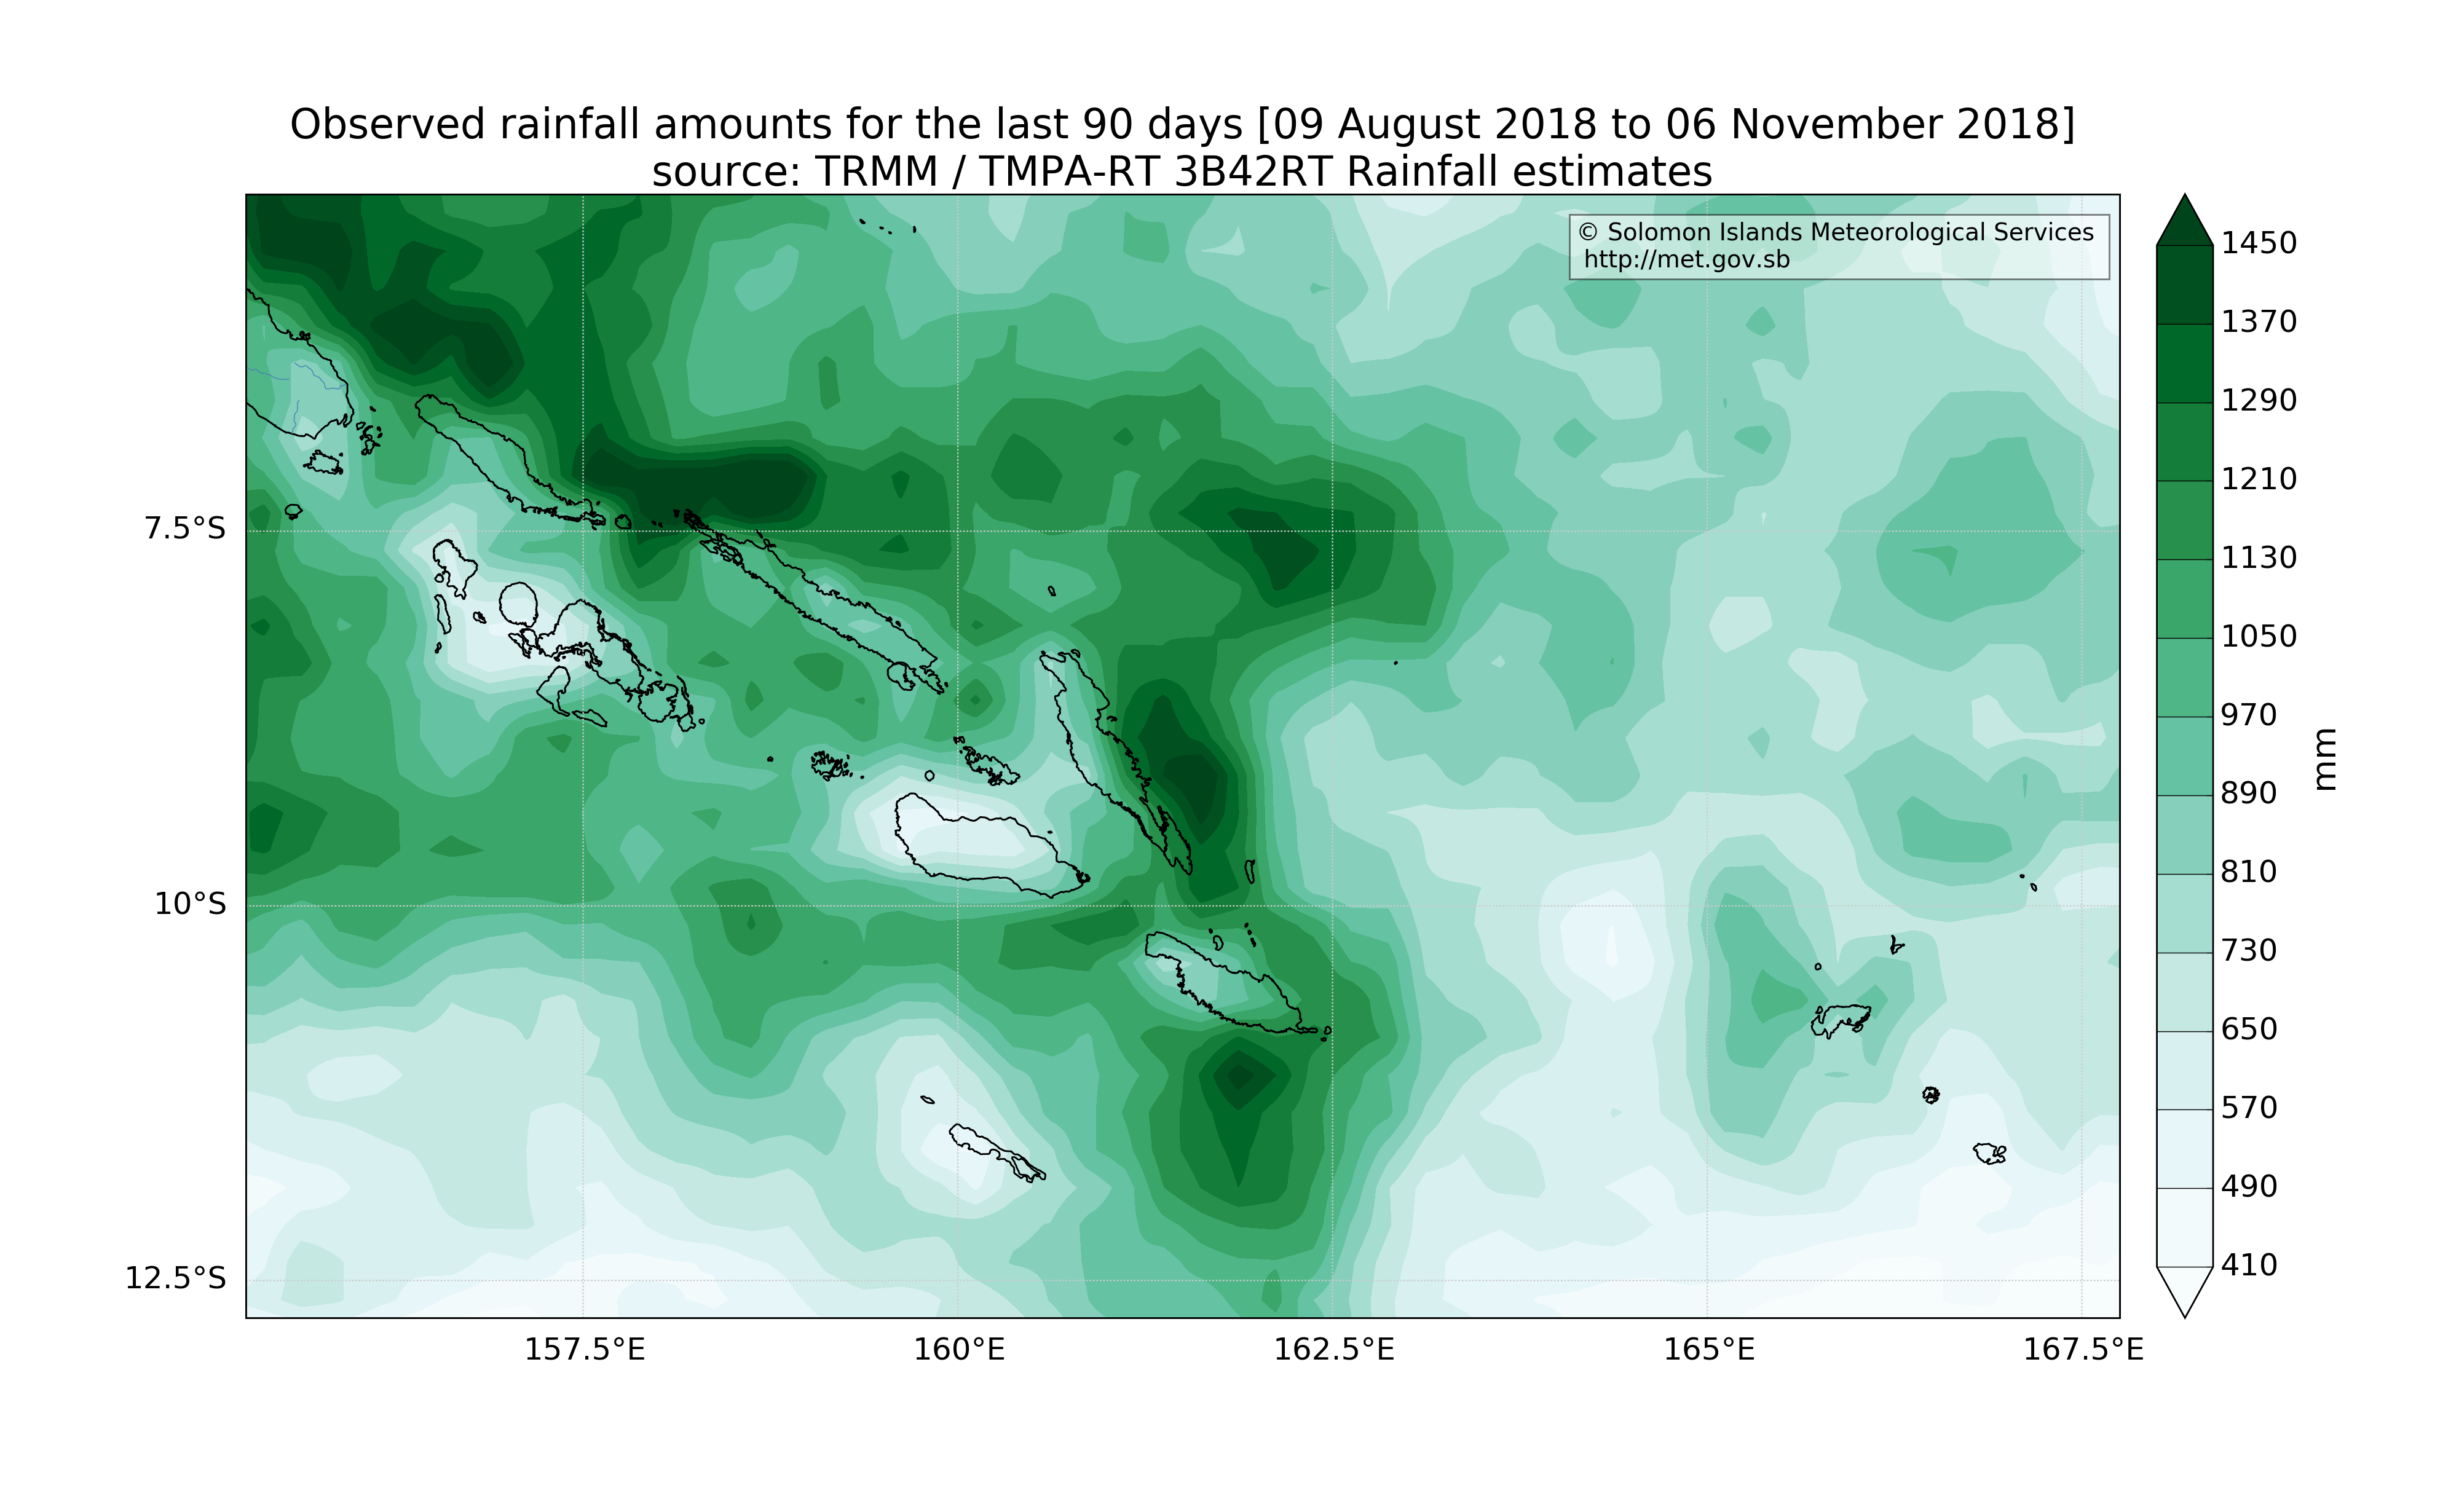 Observed rainfall amounts for the last 90 days [09 August 2018 to 06 November 2018]
source: TRMM / TMPA-RT 3B42RT Rainfall estimates
© Solomon Islands Meteorological Services
http://met.gov.sb
7.5°S
10°S
12.5°S
157.5°E
160°E
162.5°E
165°E
167.5°E
1450
1370
1290
1210
1130
1050
970
890
810
730
650
570
490
410
mm